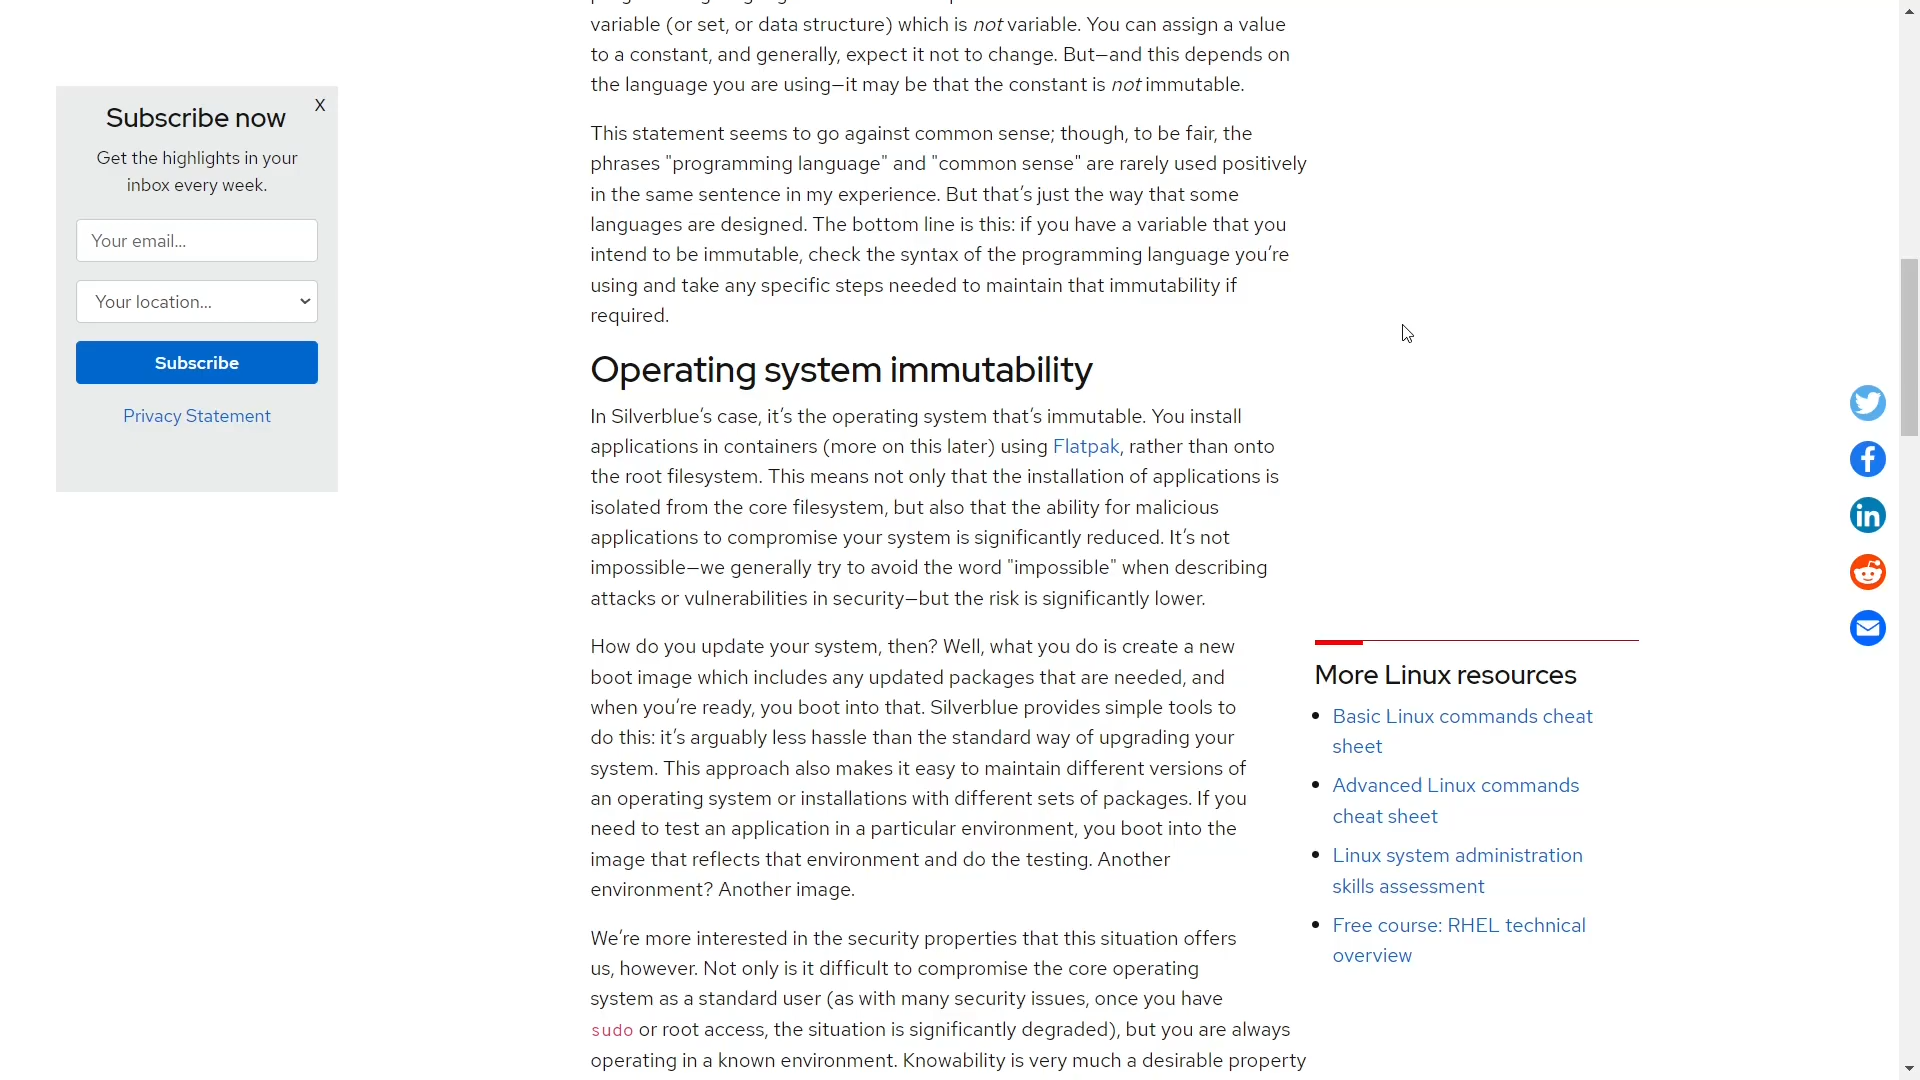 variable (or set, or data structure) which is not variable. You can assign a value
to a constant, and generally, expect it not to change. But—and this depends on
the language you are using—it may be that the constant is not immutable.
X
Subscribe now
Get the highlights in your
inbox every week.
Your email...
Your location...
Subscribe
Privacy Statement
This statement seems to go against common sense; though, to be fair, the
phrases "programming language" and "common sense" are rarely used positively
in the same sentence in my experience. But that’s just the way that some
languages are designed. The bottom line is this: if you have a variable that you
intend to be immutable, check the syntax of the programming language you’re
using and take any specific steps needed to maintain that immutability if
required.
Operating system immutability
In Silverblue’s case, it’s the operating system that’s immutable. You install
applications in containers (more on this later) using Flatpak, rather than onto
the root filesystem. This means not only that the installation of applications is
isolated from the core filesystem, but also that the ability for malicious
applications to compromise your system is significantly reduced. It’s not
impossible—we generally try to avoid the word "impossible" when describing
attacks or vulnerabilities in security—but the risk is significantly lower.
How do you update your system, then? Well, what you do is create a new
boot image which includes any updated packages that are needed, and
when you’re ready, you boot into that. Silverblue provides simple tools to
do this: it’s arguably less hassle than the standard way of upgrading your
system. This approach also makes it easy to maintain different versions of
an operating system or installations with different sets of packages. If you
need to test an application in a particular environment, you boot into the
image that reflects that environment and do the testing. Another
environment? Another image.
We’re more interested in the security properties that this situation offers
us, however. Not only is it difficult to compromise the core operating
system as a standard user (as with many security issues, once you have
sudo or root access, the situation is significantly degraded), but you are always
operating in a known environment. Knowability is very much a desirable property
More Linux resources
Basic Linux commands cheat
sheet
Advanced Linux commands
cheat sheet
Linux system administration
skills assessment
Free course: RHEL technical
overview